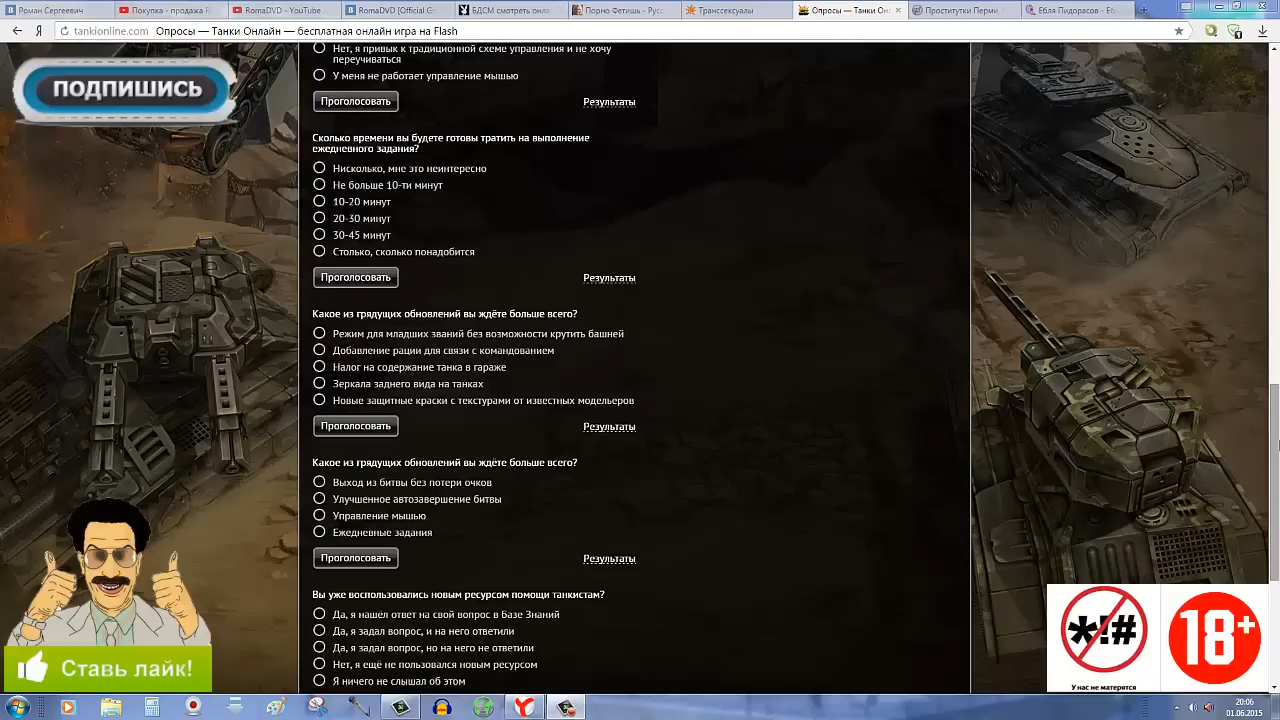 Роман Сергеевич
Покупка - продажа В
RomaDVD - YouTube
RomaDVD [Official Gr
БДСМ смотреть онла
Порно Фетишь - Русс
Транссексуалы
Опросы — Танки Онл
Проститутки Перми,
Ебля Пидорасов - Еб
tankionline.com Опросы — Танки Онлайн — бесплатная онлайн игра на Flash
ПОДПИШИСЬ
Нет, я привык к традиционной схеме управления и не хочу
переучиваться
У меня не работает управление мышью
Проголосовать
Результаты
Сколько времени вы будете готовы тратить на выполнение
ежедневного задания?
Нисколько, мне это неинтересно
Не больше 10-ти минут
10-20 минут
20-30 минут
30-45 минут
Столько, сколько понадобится
Проголосовать
Результаты
Какое из грядущих обновлений вы ждёте больше всего?
Режим для младших званий без возможности крутить башней
Добавление рации для связи с командованием
Налог на содержание танка в гараже
Зеркала заднего вида на танках
Новые защитные краски с текстурами от известных модельеров
Проголосовать
Результаты
Какое из грядущих обновлений вы ждёте больше всего?
Выход из битвы без потери очков
Улучшенное автозавершение битвы
Управление мышью
Ежедневные задания
Проголосовать
Результаты
Вы уже воспользовались новым ресурсом помощи танкистам?
Да, я нашёл ответ на свой вопрос в Базе Знаний
Да, я задал вопрос, и на него ответили
Да, я задал вопрос, но на него не ответили
Нет, я ещё не пользовался новым ресурсом
Я ничего не слышал об этом
Ставь лайк!
*!#
У нас не матерятся
18+
20:06
01.06.2015